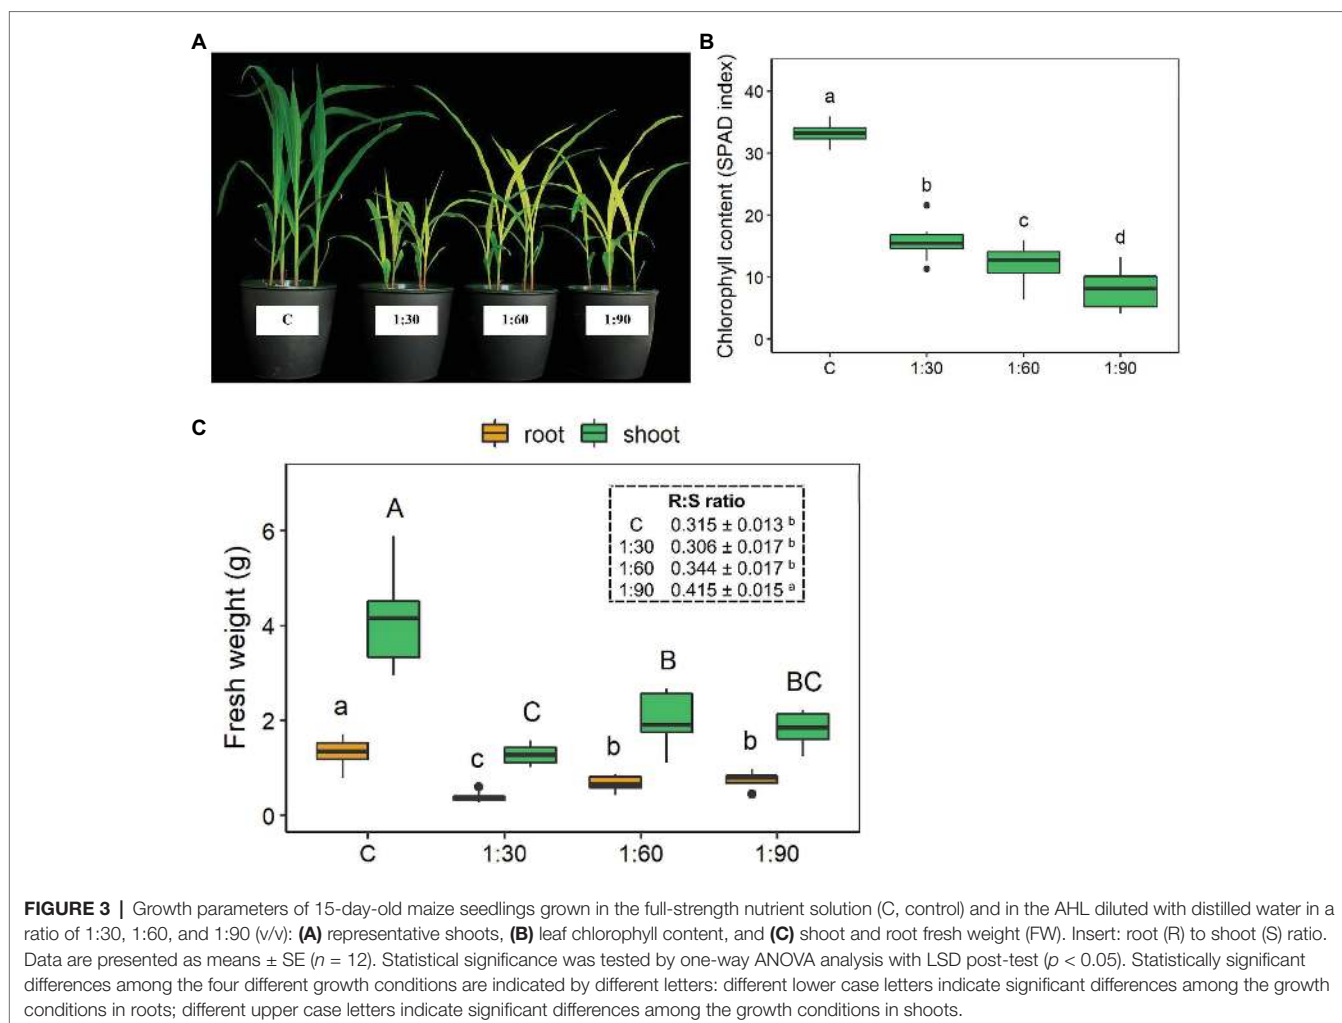 A
C
1:30
1:60
1:90
B
Chlorophyll content (SPAD index)
40
30
20
10
0
a
b
c
d
C
1:30
1:60
1:90
C
root
shoot
Fresh weight (g)
6
4
2
0
a
A
c
C
b
B
b
BC
R:S ratio
C 0.315 ± 0.013 b
1:30 0.306 ± 0.017 b
1:60 0.344 ± 0.017 b
1:90 0.415 ± 0.015 a
C
1:30
1:60
1:90
FIGURE 3 | Growth parameters of 15-day-old maize seedlings grown in the full-strength nutrient solution (C, control) and in the AHL diluted with distilled water in a
ratio of 1:30, 1:60, and 1:90 (v/v): (A) representative shoots, (B) leaf chlorophyll content, and (C) shoot and root fresh weight (FW). Insert: root (R) to shoot (S) ratio.
Data are presented as means ± SE (n = 12). Statistical significance was tested by one-way ANOVA analysis with LSD post-test (p < 0.05). Statistically significant
differences among the four different growth conditions are indicated by different letters: different lower case letters indicate significant differences among the growth
conditions in roots; different upper case letters indicate significant differences among the growth conditions in shoots.